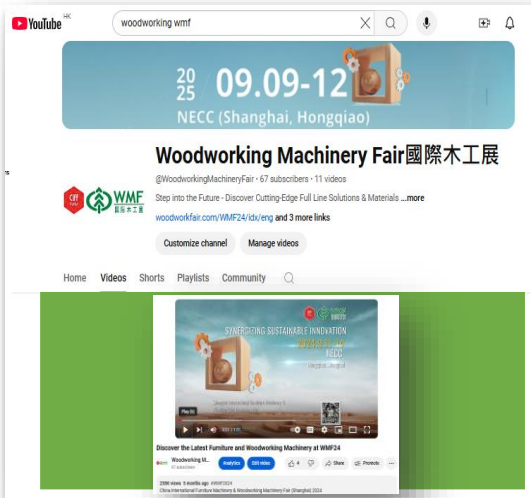 YouTube HK
woodworking wmf
2025 09.09-12
NECC (Shanghai, Hongqiao)
Woodworking Machinery Fair國際木工展
@WoodworkingMachineryFair • 67 subscribers • 11 videos
Step into the Future - Discover Cutting-Edge Full Line Solutions & Materials ...more
woodworkfair.com/WMF24/idx/eng and 3 more links
WMF
國際木工展
Customize channel
Manage videos
Home Videos Shorts Playlists Community
SYNERGIZING SUSTAINABLE INNOVATION
NECC
Discover the Latest Furniture and Woodworking Machinery at WMF24
Woodworking M...
Analytics
Edit video
4
Share
Promote
China International Furniture Machinery & Woodworking Machinery Fair (Shanghai) 2024